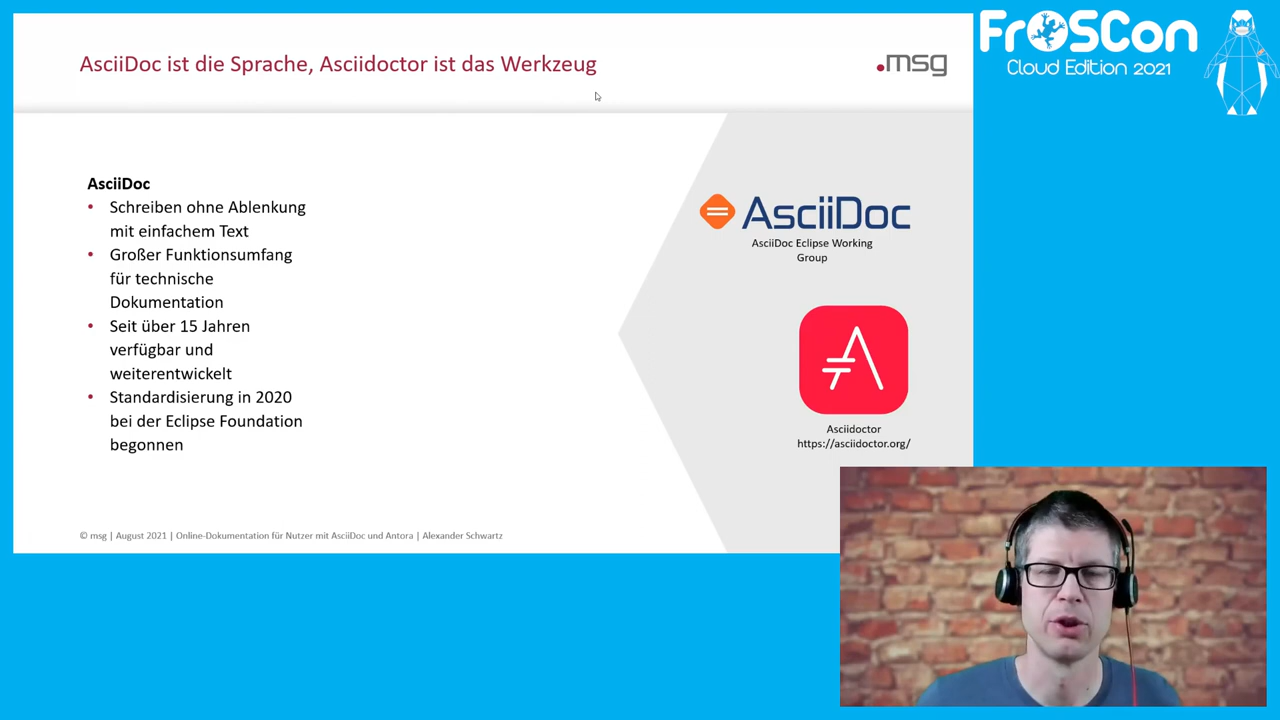 AsciiDoc ist die Sprache, Asciidoctor ist das Werkzeug
.msg
FrOSCon
Cloud Edition 2021
AsciiDoc
• Schreiben ohne Ablenkung
mit einfachem Text
• Großer Funktionsumfang
für technische
Dokumentation
• Seit über 15 Jahren
verfügbar und
weiterentwickelt
• Standardisierung in 2020
bei der Eclipse Foundation
begonnen
AsciiDoc
AsciiDoc Eclipse Working
Group
Asciidoctor
https://asciidoctor.org/
© msg | August 2021 | Online-Dokumentation für Nutzer mit AsciiDoc und Antora | Alexander Schwartz